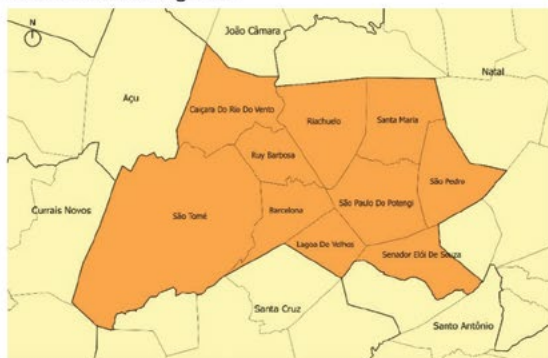 N
João Câmara
Natal
Açu
Caiçara Do Rio Do Vento
Riachuelo
Santa Maria
Ruy Barbosa
São Pedro
Currais Novos
São Tomé
Barcelona
São Paulo Do Potengi
Lagoa De Velhos
Senador Elói De Souza
Santa Cruz
Santo Antônio